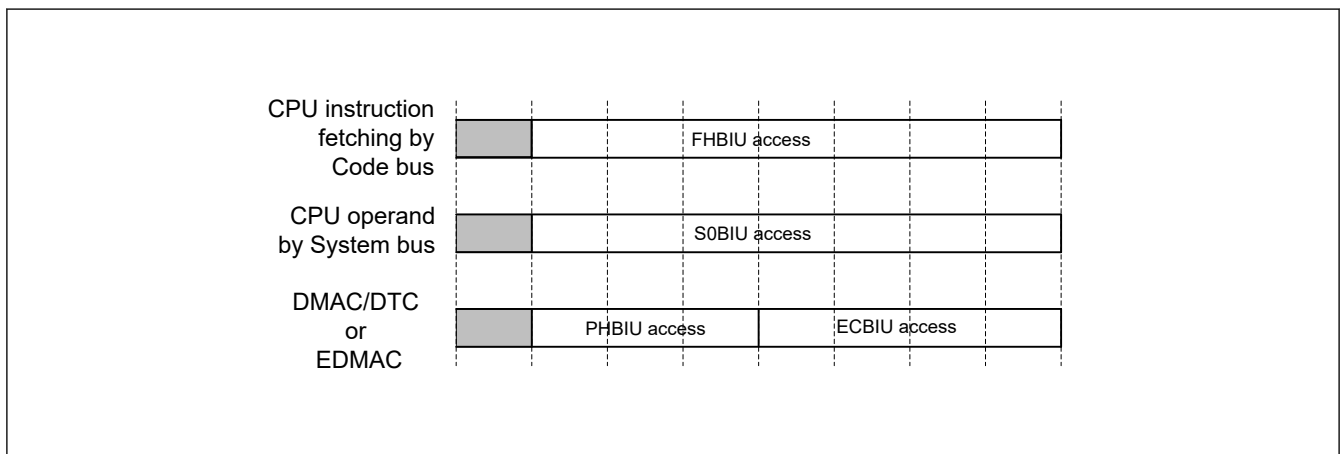 CPU instruction
fetching by
Code bus
FHBIU access
CPU operand
by System bus
S0BIU access
DMAC/DTC
or
EDMAC
PHBIU access
ECBIU access